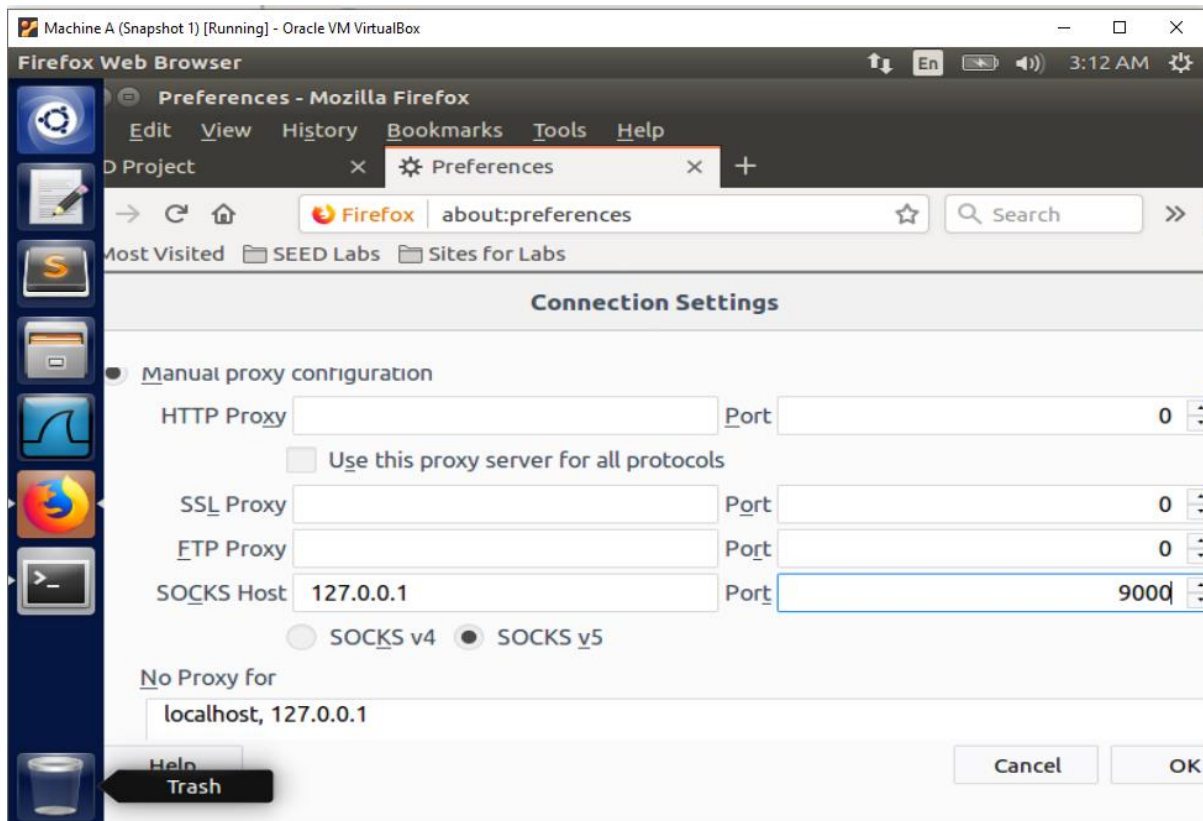 Machine A (Snapshot 1) [Running] - Oracle VM VirtualBox
Firefox Web Browser En 3:12 AM
Preferences - Mozilla Firefox
Edit View History Bookmarks Tools Help
D Project Preferences
Firefox about:preferences Search
Most Visited SEED Labs Sites for Labs
Connection Settings
Manual proxy configuration
HTTP Proxy Port 0
Use this proxy server for all protocols
SSL Proxy Port 0
FTP Proxy Port 0
SOCKS Host 127.0.0.1 Port 9000
SOCKS v4 SOCKS v5
No Proxy for
localhost, 127.0.0.1
Help Cancel OK
Trash